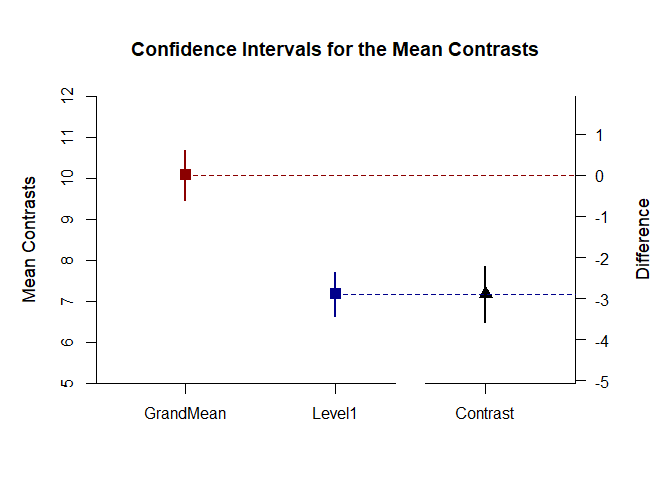 Confidence Intervals for the Mean Contrasts
Mean Contrasts
12
11
10
9
8
7
6
5
1
0
-1
-2
-3
-4
-5
Difference
GrandMean
Level1
Contrast